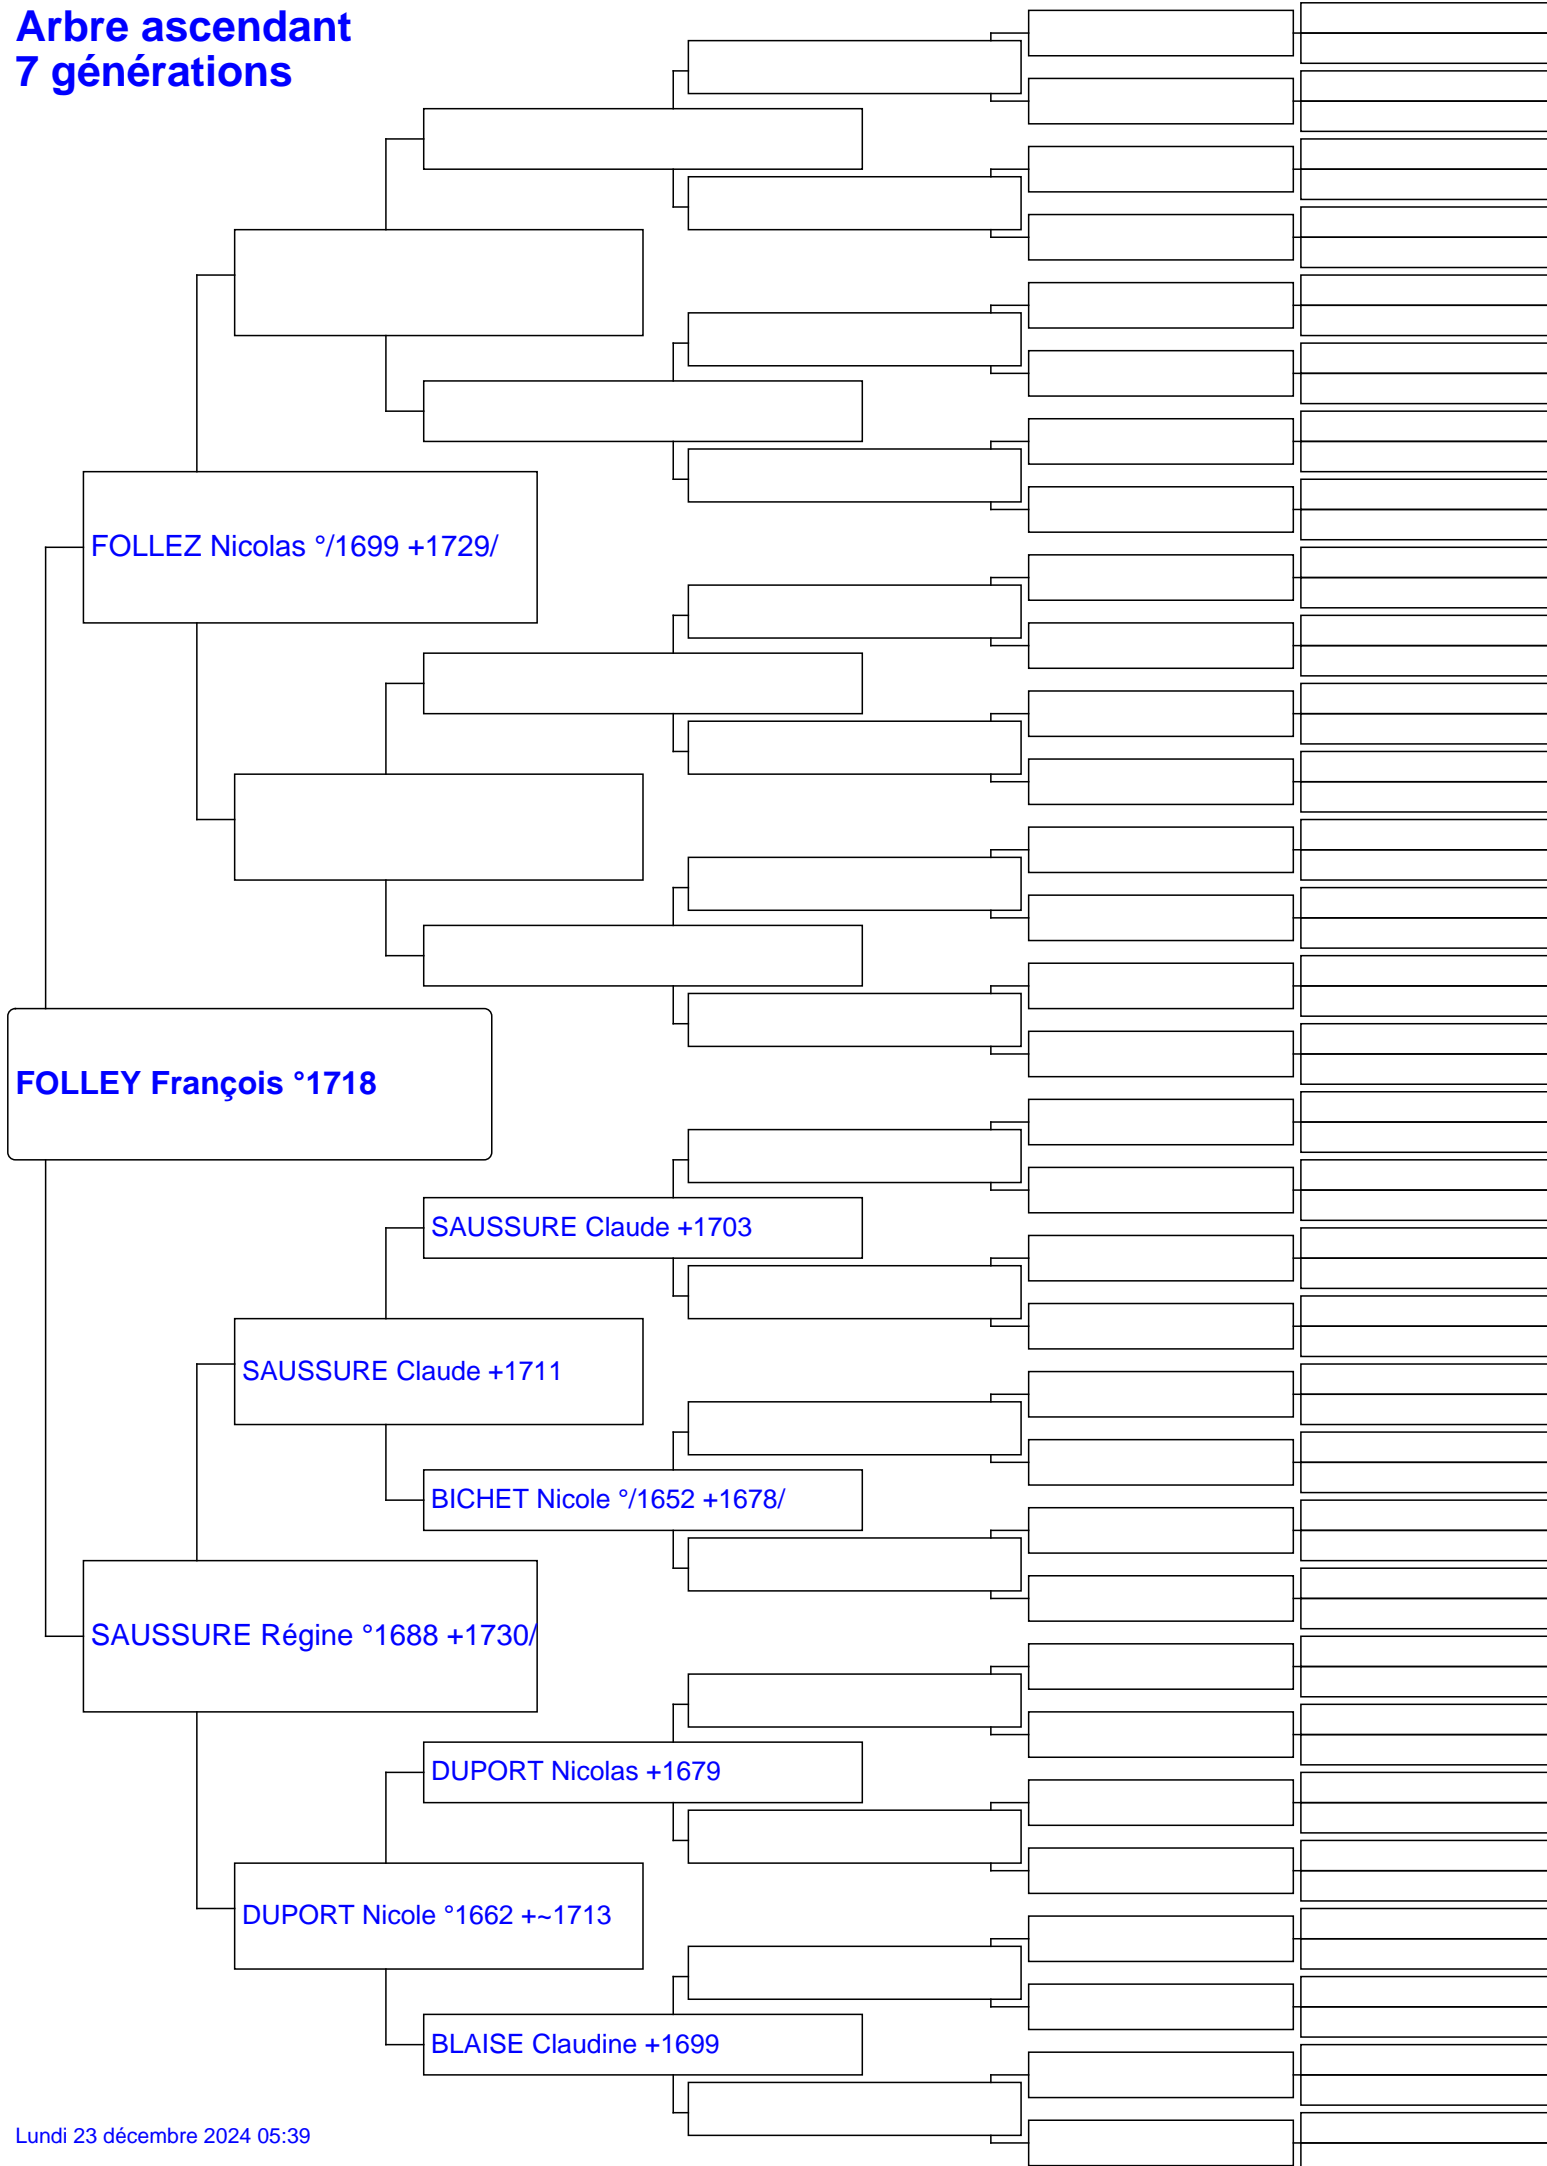 Arbre ascendant
7 générations
FOLLEZ Nicolas °/1699 +1729/
FOLLEY François °1718
SAUSSURE Claude +1703
SAUSSURE Claude +1711
BICHET Nicole °/1652 +1678/
SAUSSURE Régine °1688 +1730/
DUPORT Nicolas +1679
DUPORT Nicole °1662 +~1713
BLAISE Claudine +1699
Lundi 23 décembre 2024 05:39